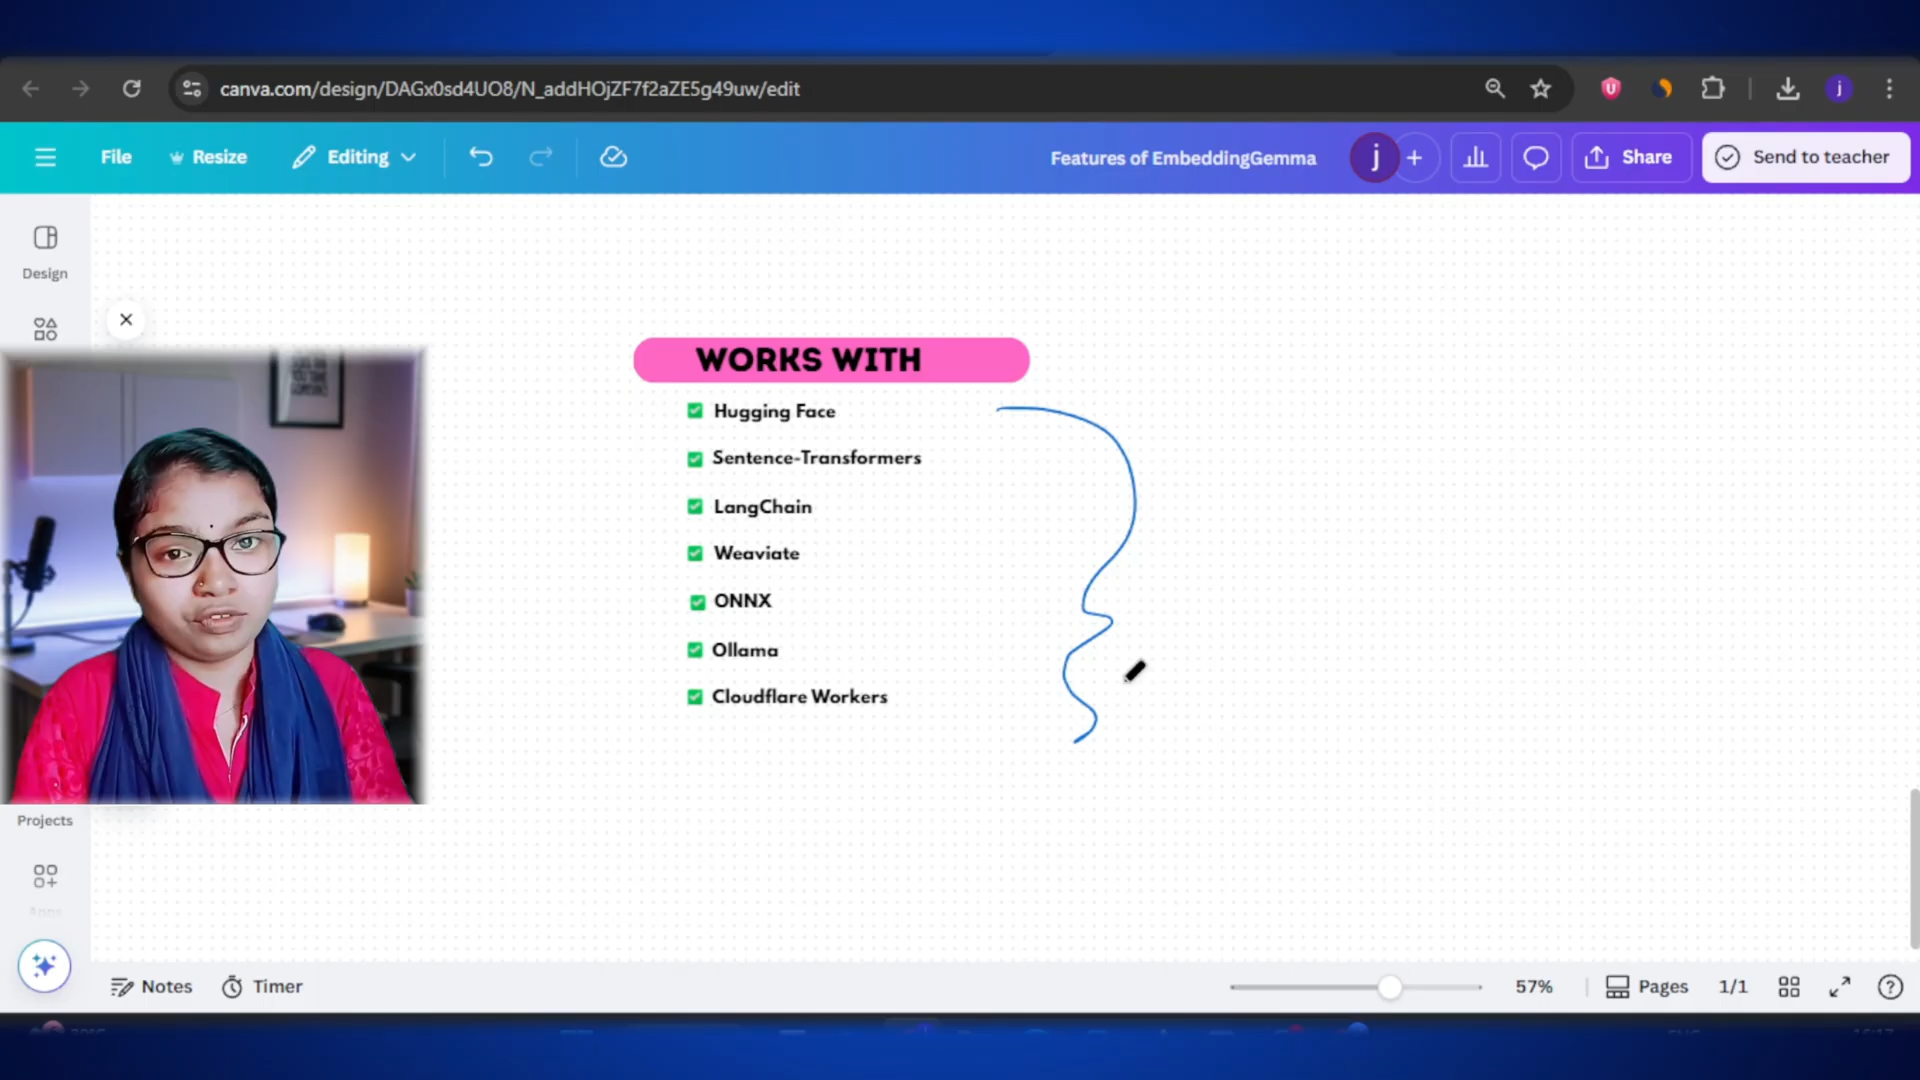 canva.com/design/DAGx0sd4UO8/N_addHOjZF7f2aZE5g49uw/edit
j
File
Resize
Editing
Features of EmbeddingGemma
j
+
Share
Send to teacher
Design
WORKS WITH
Hugging Face
Sentence-Transformers
LangChain
Weaviate
ONNX
Ollama
Cloudflare Workers
Projects
Apps
Notes
Timer
57%
Pages
1/1